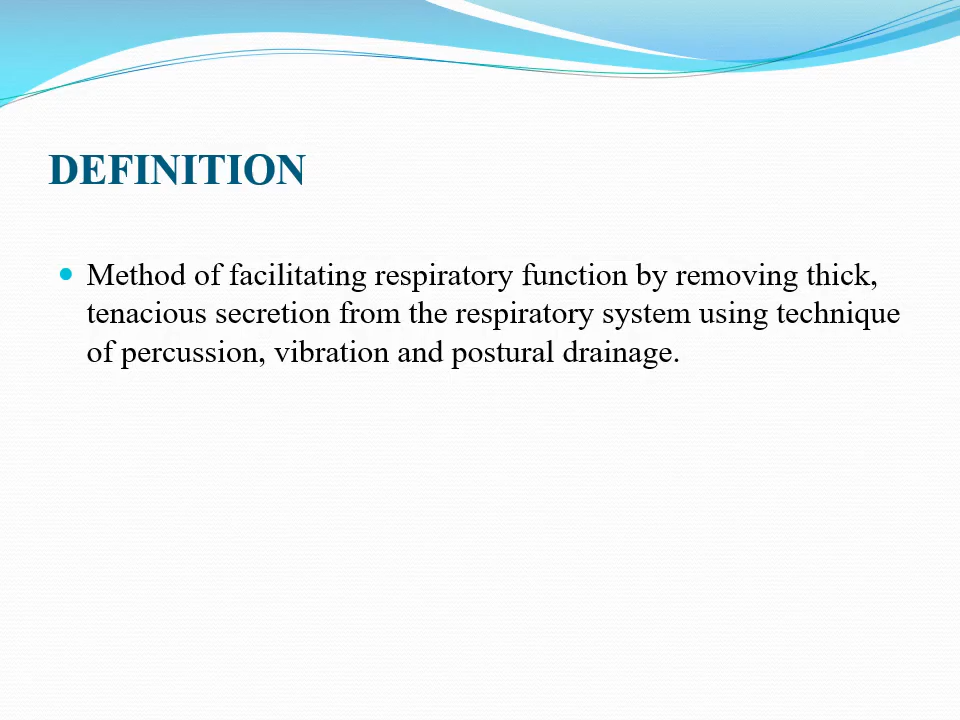 DEFINITION
Method of facilitating respiratory function by removing thick,
tenacious secretion from the respiratory system using technique
of percussion, vibration and postural drainage.